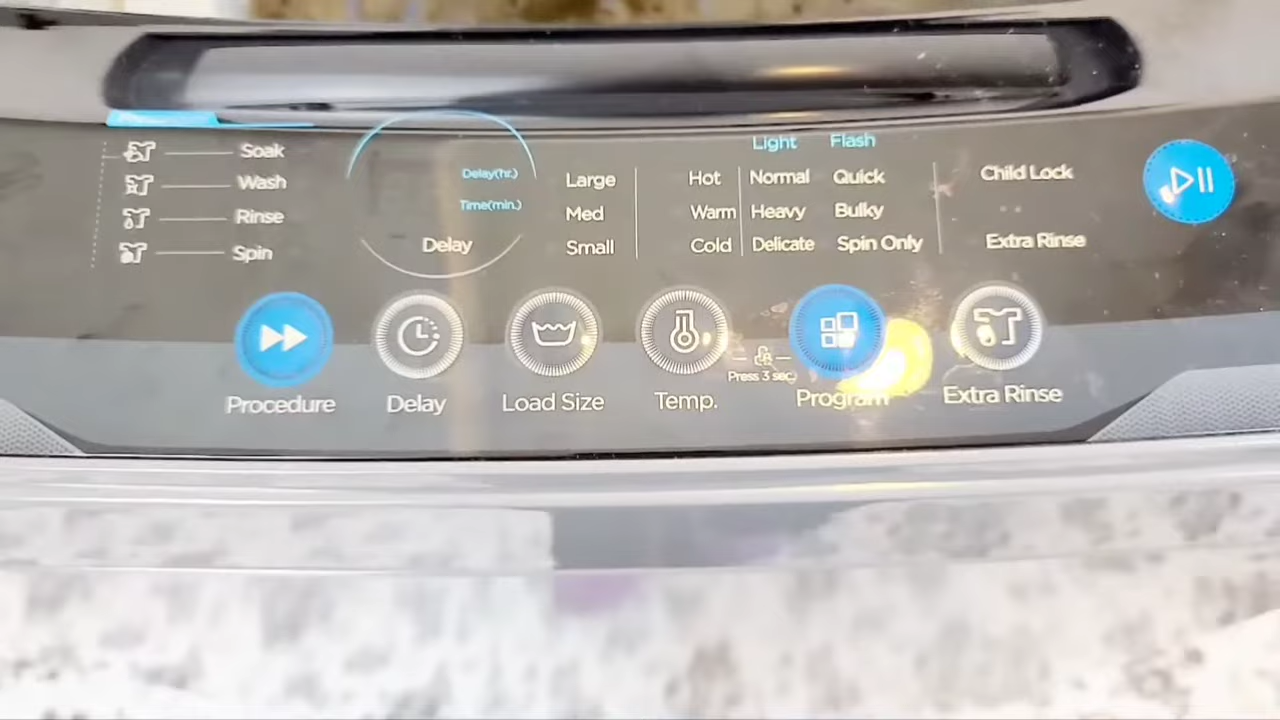 Soak
Wash
Rinse
Spin
Delay(hr.)
Time(min.)
Delay
Large
Med
Small
Hot
Warm
Cold
Light Flash
Normal Quick
Heavy Bulky
Delicate Spin Only
Child Lock
Extra Rinse
Press 3 sec.
Procedure
Delay
Load Size
Temp.
Program
Extra Rinse